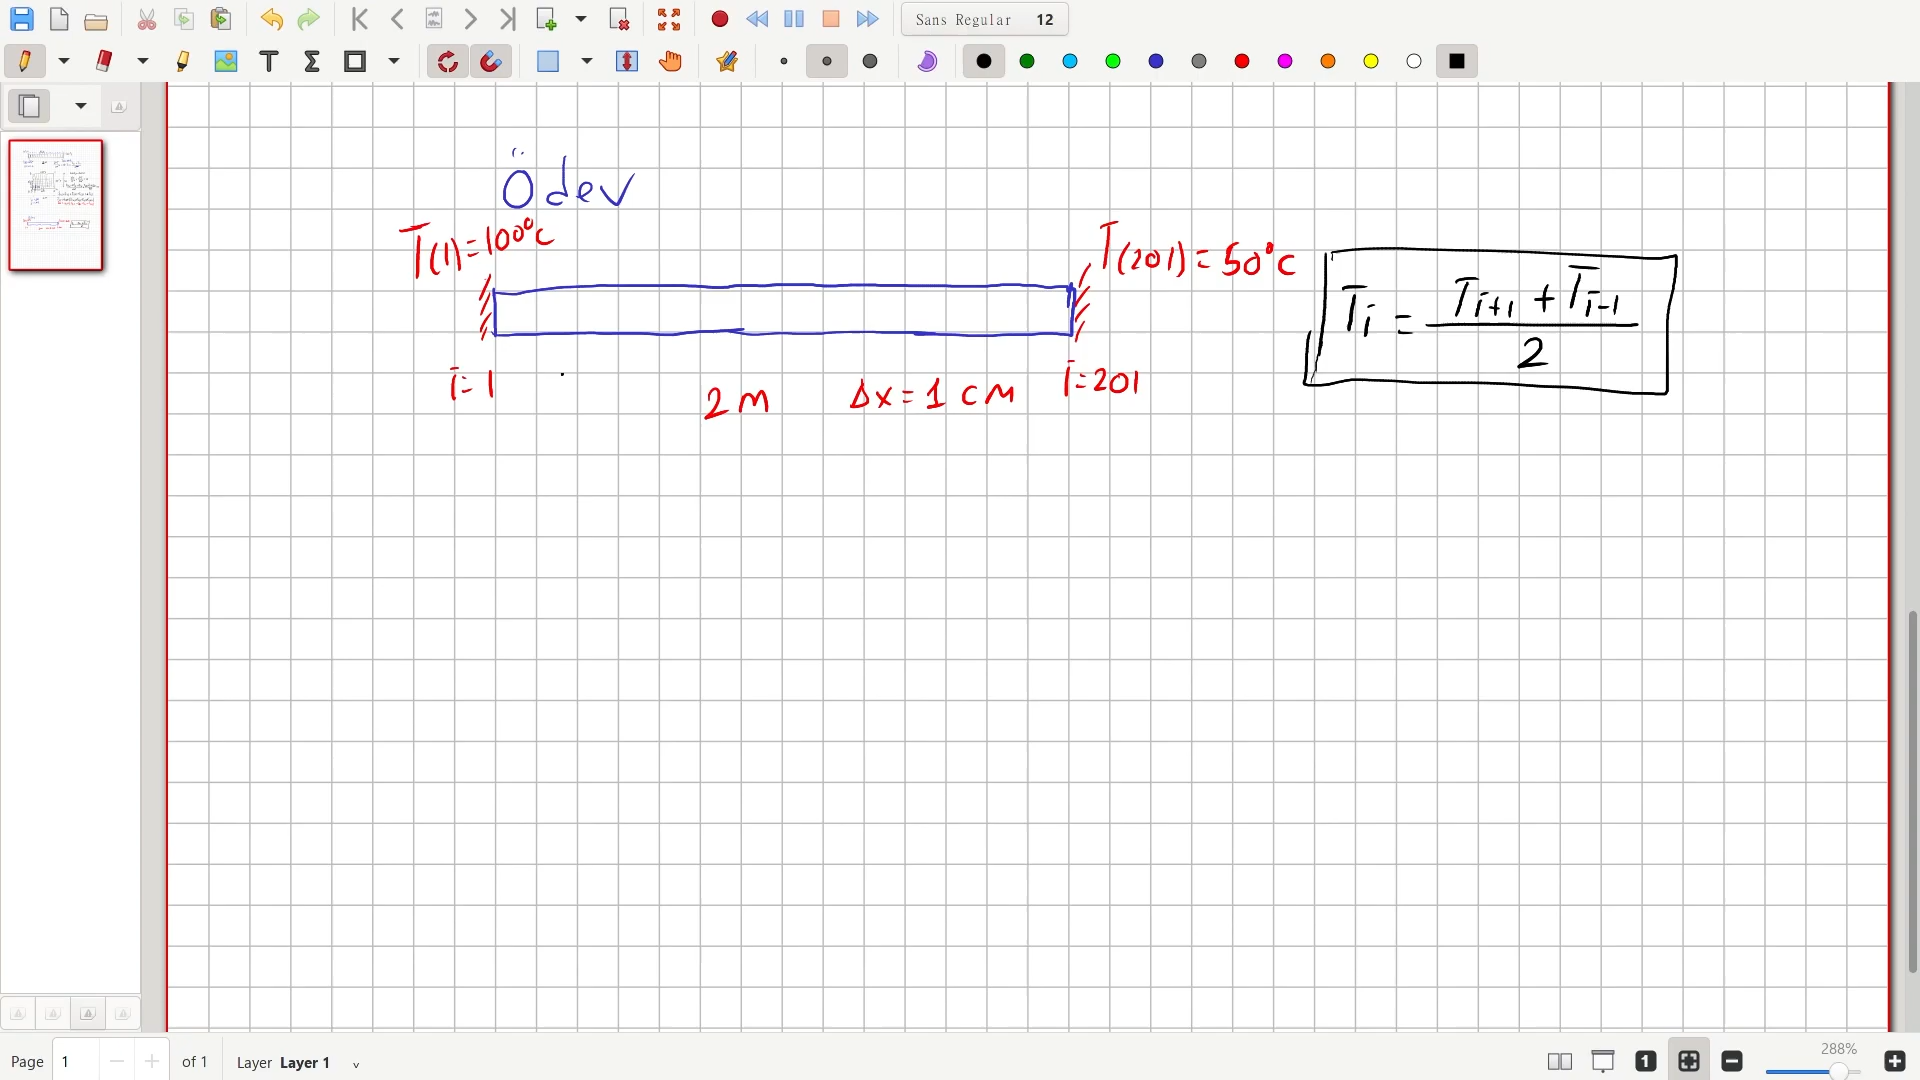 Sans Regular 12
Ödev
T(1)=100°C
T(201)=50°C
Ti = Ti+1 + Ti-1 / 2
i=1
2 m
Δx=1 cm
i=201
Page 1 of 1 Layer Layer 1
288%